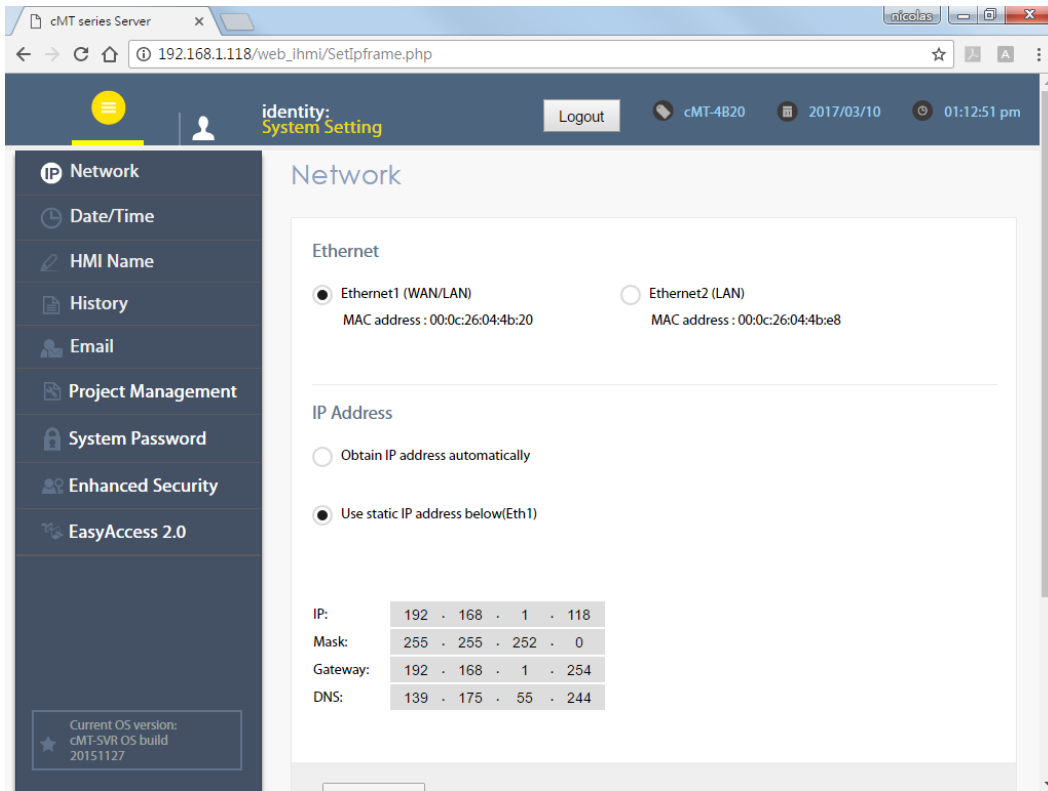 cMT series Server
nicolas
192.168.1.118/web_ihmi/SetIpframe.php
identity:
System Setting
Logout
cMT-4B20
2017/03/10
01:12:51 pm
IP Network
Date/Time
HMI Name
History
Email
Project Management
System Password
Enhanced Security
EasyAccess 2.0
Current OS version:
cMT-SVR OS build
20151127
Network
Ethernet
Ethernet1 (WAN/LAN)
MAC address : 00:0c:26:04:4b:20
Ethernet2 (LAN)
MAC address : 00:0c:26:04:4b:e8
IP Address
Obtain IP address automatically
Use static IP address below(Eth1)
IP: 192 . 168 . 1 . 118
Mask: 255 . 255 . 252 . 0
Gateway: 192 . 168 . 1 . 254
DNS: 139 . 175 . 55 . 244